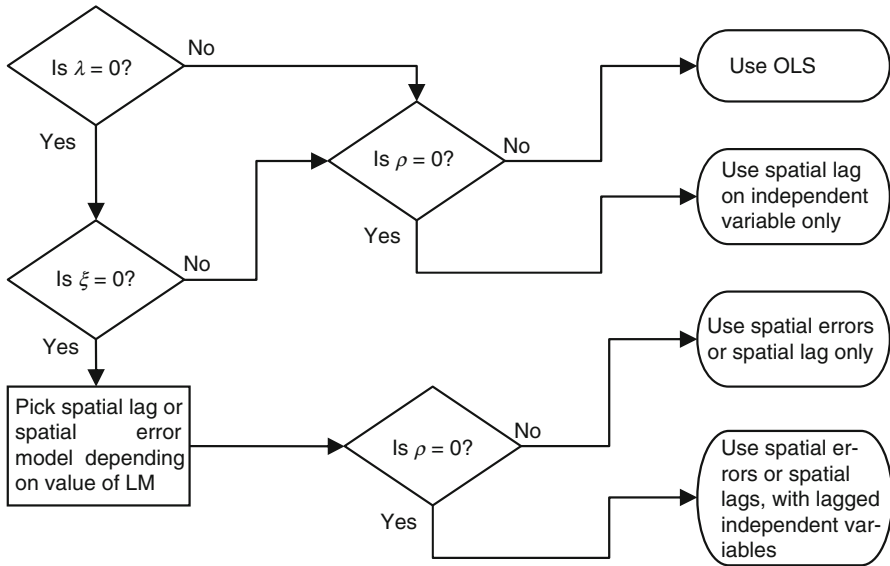 No
Is λ = 0?
Use OLS
Yes
No
Is ρ = 0?
Use spatial lag
on independent
variable only
Yes
No
Is ξ = 0?
Yes
Use spatial errors
or spatial lag only
Pick spatial lag or
spatial error
model depending
on value of LM
No
Is ρ = 0?
Yes
Use spatial er-
rors or spatial
lags, with lagged
independent var-
iables